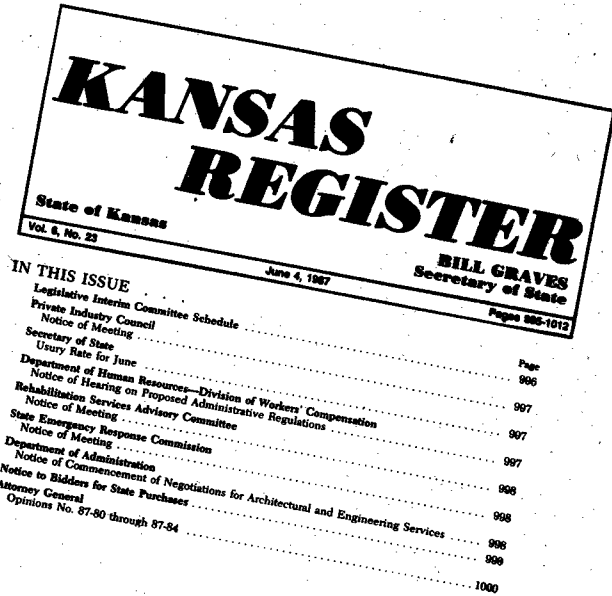 KANSAS
REGISTER
State of Kansas
BILL GRAVES
Secretary of State
Vol. 6, No. 23 June 4, 1987 Pages 995-1012
IN THIS ISSUE . . . . Page
Legislative Interim Committee Schedule ........ 996
Private Industry Council
Notice of Meeting ........ 997
Secretary of State
Usury Rate for June ........ 997
Department of Human Resources—Division of Workers' Compensation
Notice of Hearing on Proposed Administrative Regulations ........ 997
Rehabilitation Services Advisory Committee
Notice of Meeting ........ 998
State Emergency Response Commission
Notice of Meeting ........ 998
Department of Administration
Notice of Commencement of Negotiations for Architectural and Engineering Services ..... 998
Notice to Bidders for State Purchases ........ 999
Attorney General
Opinions No. 87-80 through 87-84 ........ 1000